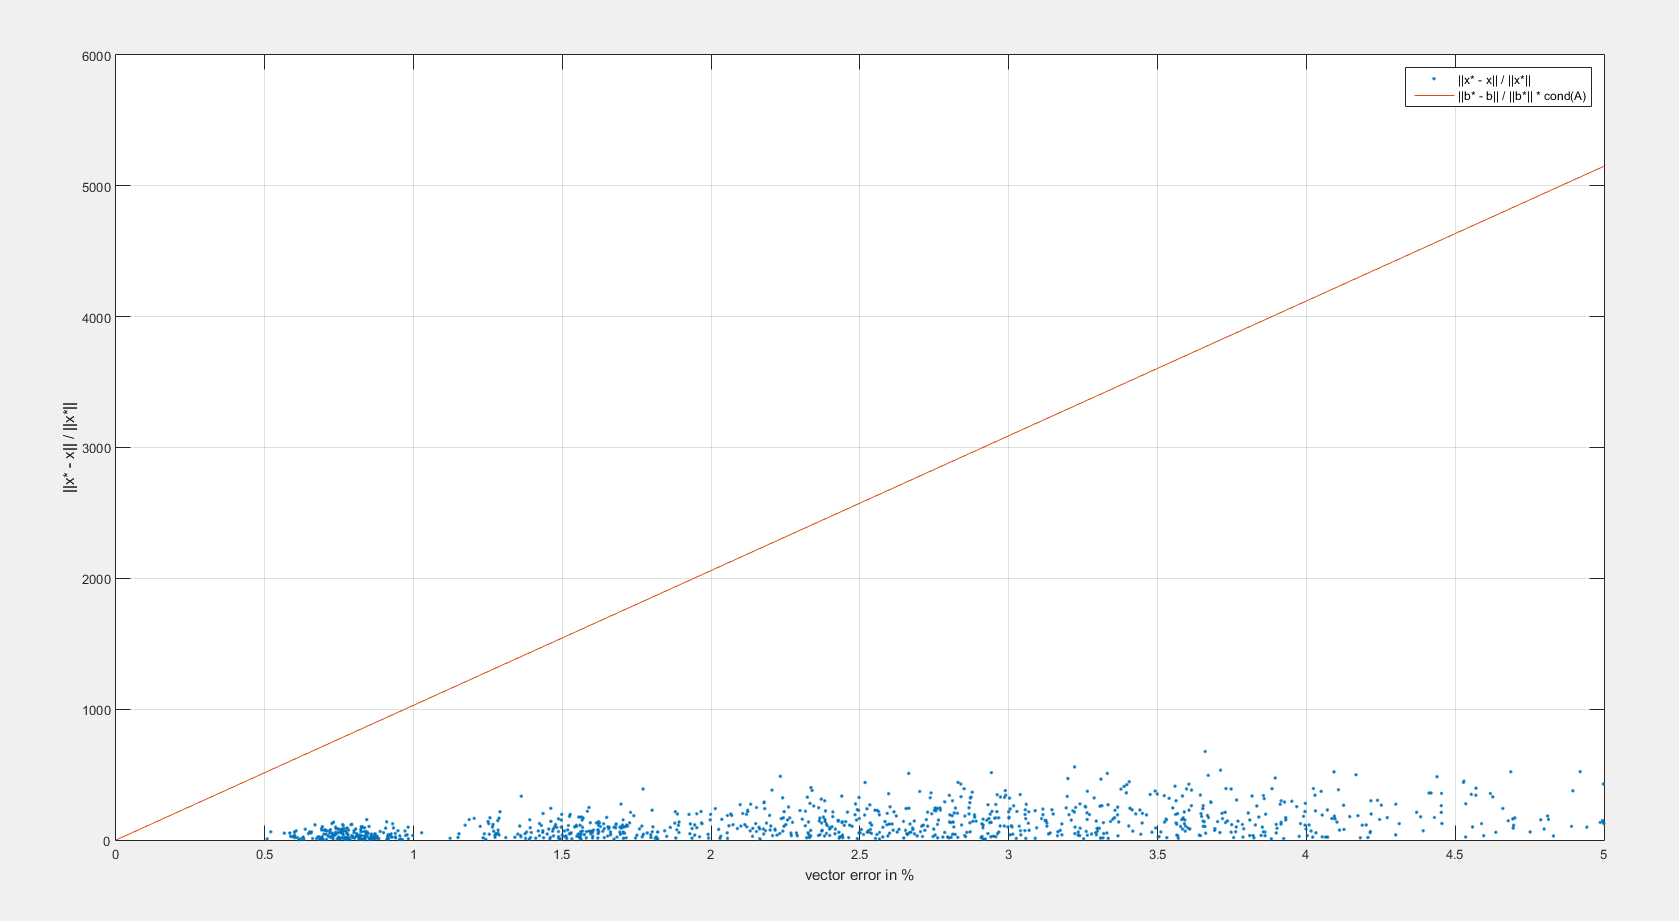 6000
||x* - x|| / ||x*||
||b* - b|| / ||b*|| * cond(A)
5000
4000
||x* - x|| / ||x*||
3000
2000
1000
0
0 0.5 1 1.5 2 2.5 3 3.5 4 4.5 5
vector error in %